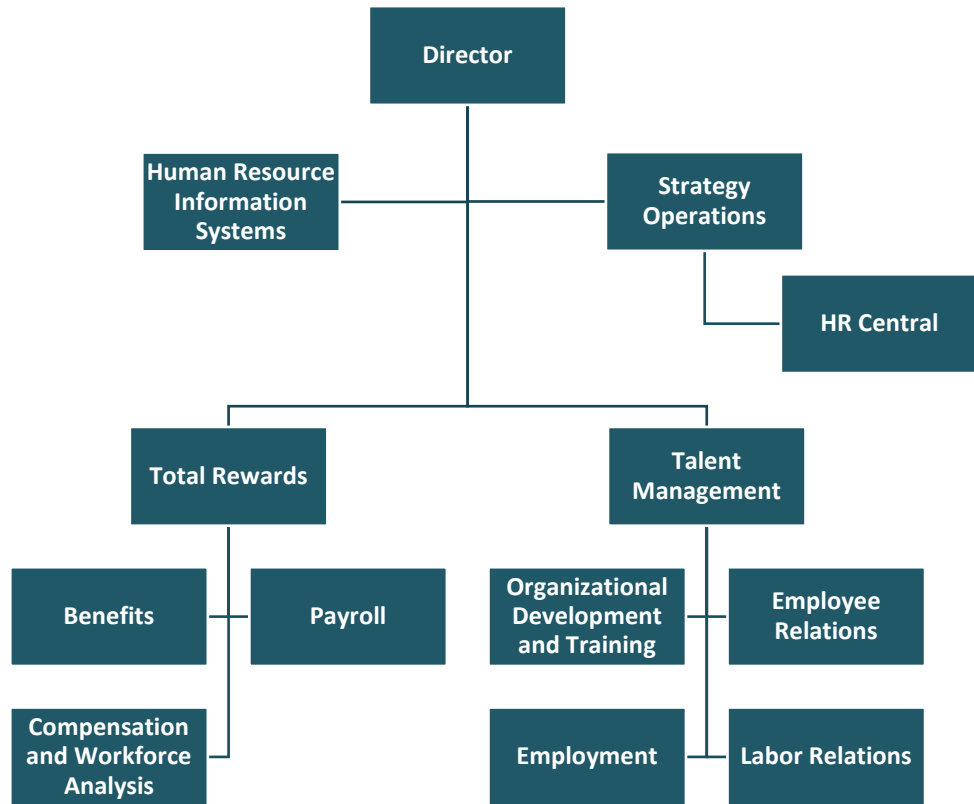 Director
Human Resource
Information
Systems
Strategy
Operations
HR Central
Total Rewards
Talent
Management
Benefits
Payroll
Organizational
Development
and Training
Employee
Relations
Compensation
and Workforce
Analysis
Employment
Labor Relations